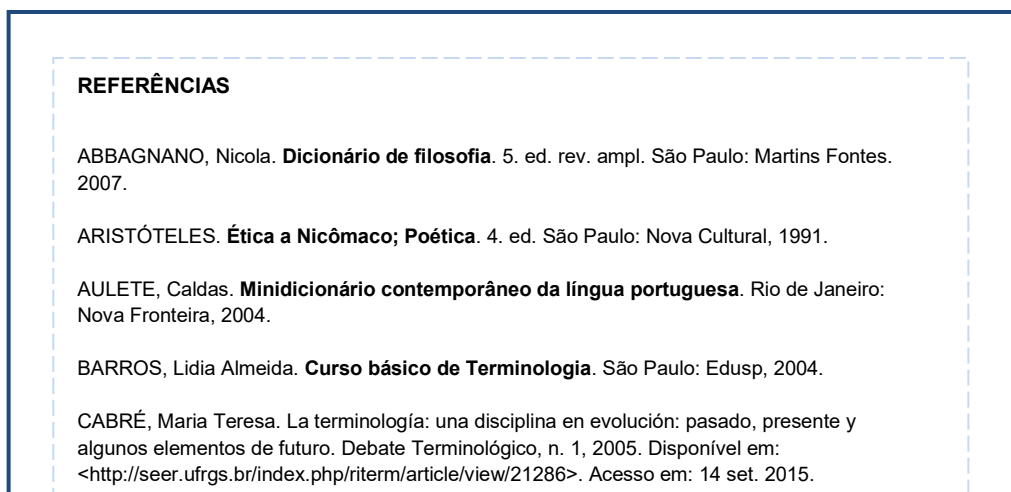 REFERÊNCIAS
ABBAGNANO, Nicola. Dicionário de filosofia. 5. ed. rev. ampl. São Paulo: Martins Fontes.
2007.
ARISTÓTELES. Ética a Nicômaco; Poética. 4. ed. São Paulo: Nova Cultural, 1991.
AULETE, Caldas. Minidicionário contemporâneo da língua portuguesa. Rio de Janeiro:
Nova Fronteira, 2004.
BARROS, Lidia Almeida. Curso básico de Terminologia. São Paulo: Edusp, 2004.
CABRÉ, Maria Teresa. La terminología: una disciplina en evolución: pasado, presente y
algunos elementos de futuro. Debate Terminológico, n. 1, 2005. Disponível em:
<http://seer.ufrgs.br/index.php/riterm/article/view/21286>. Acesso em: 14 set. 2015.